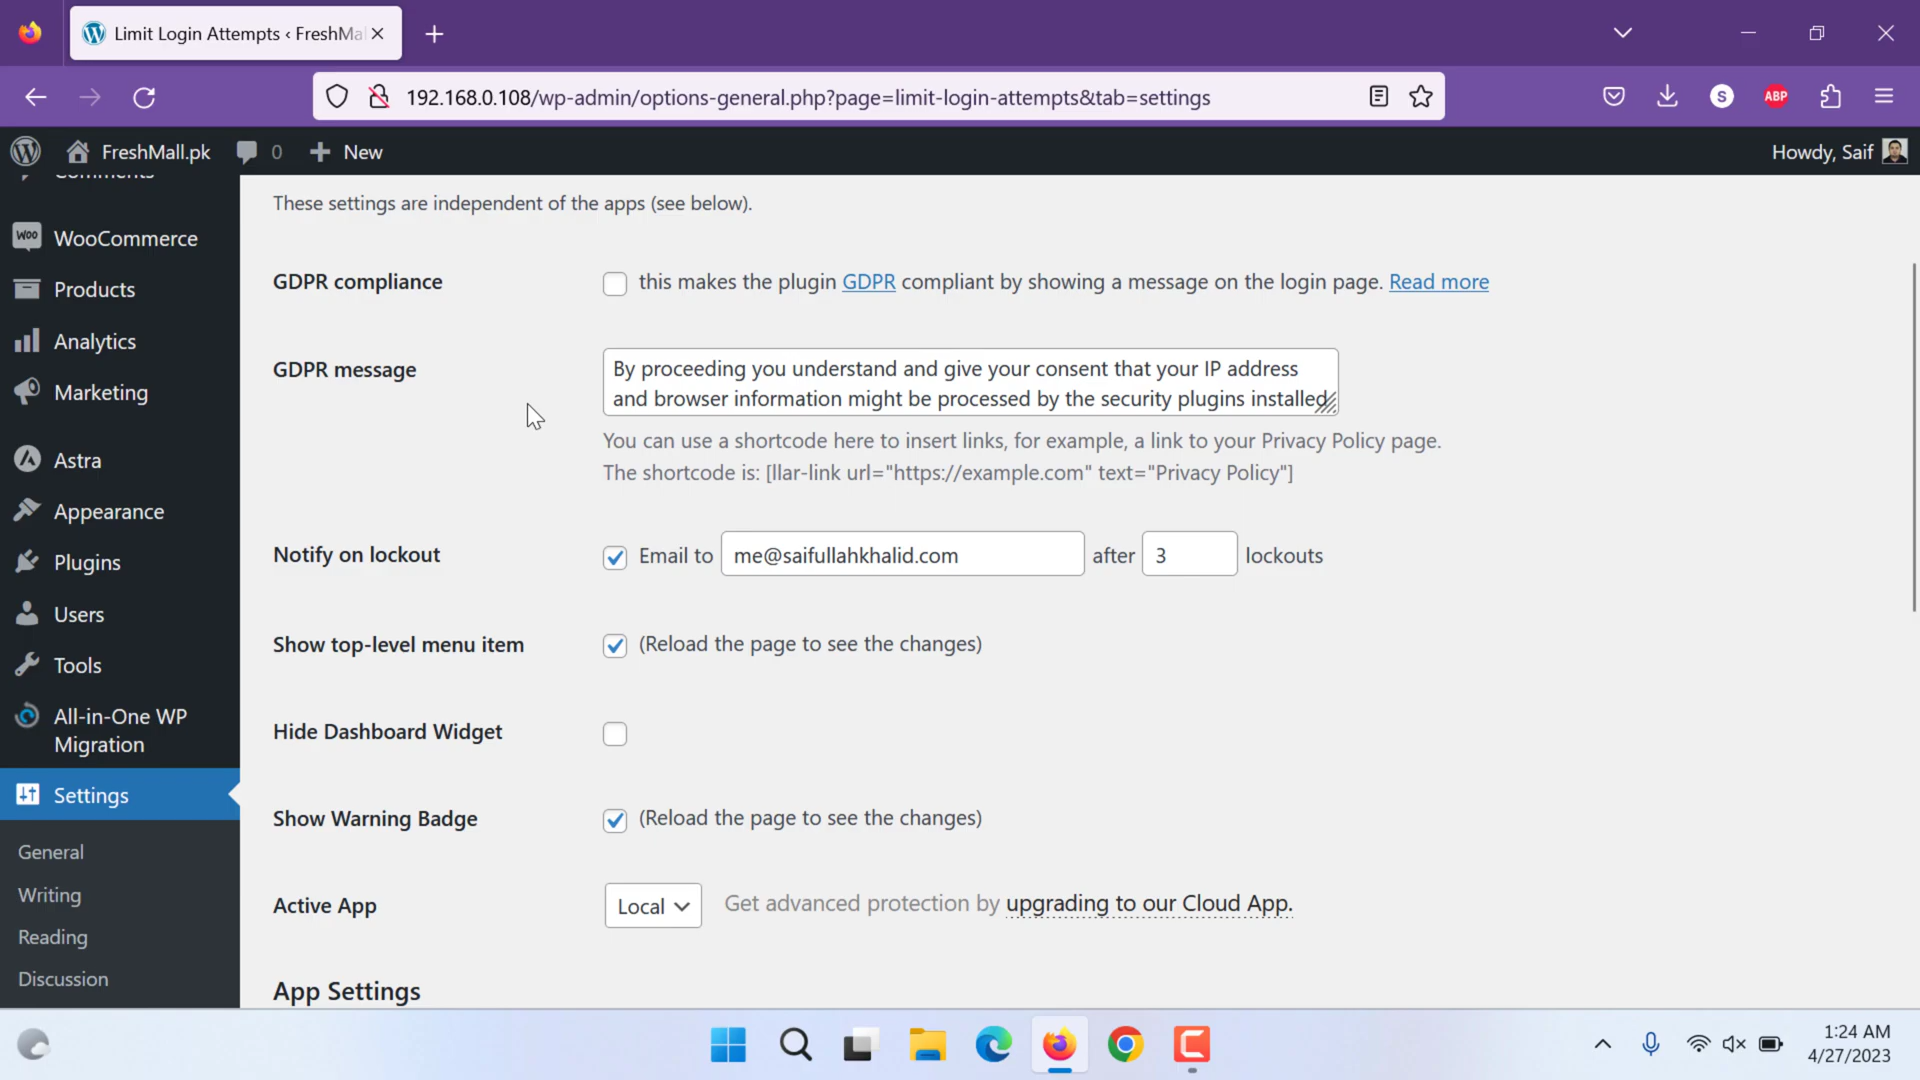 Limit Login Attempts ‹ FreshMa
192.168.0.108/wp-admin/options-general.php?page=limit-login-attempts&tab=settings
S
ABP
FreshMall.pk
0
New
Howdy, Saif
Comments
WooCommerce
Products
Analytics
Marketing
Astra
Appearance
Plugins
Users
Tools
All-in-One WP
Migration
Settings
General
Writing
Reading
Discussion
These settings are independent of the apps (see below).
GDPR compliance
this makes the plugin GDPR compliant by showing a message on the login page. Read more
GDPR message
By proceeding you understand and give your consent that your IP address
and browser information might be processed by the security plugins installed
You can use a shortcode here to insert links, for example, a link to your Privacy Policy page.
The shortcode is: [llar-link url="https://example.com" text="Privacy Policy"]
Notify on lockout
Email to me@saifullahkhalid.com after 3 lockouts
Show top-level menu item
(Reload the page to see the changes)
Hide Dashboard Widget
Show Warning Badge
(Reload the page to see the changes)
Active App
Local
Get advanced protection by upgrading to our Cloud App.
App Settings
1:24 AM
4/27/2023